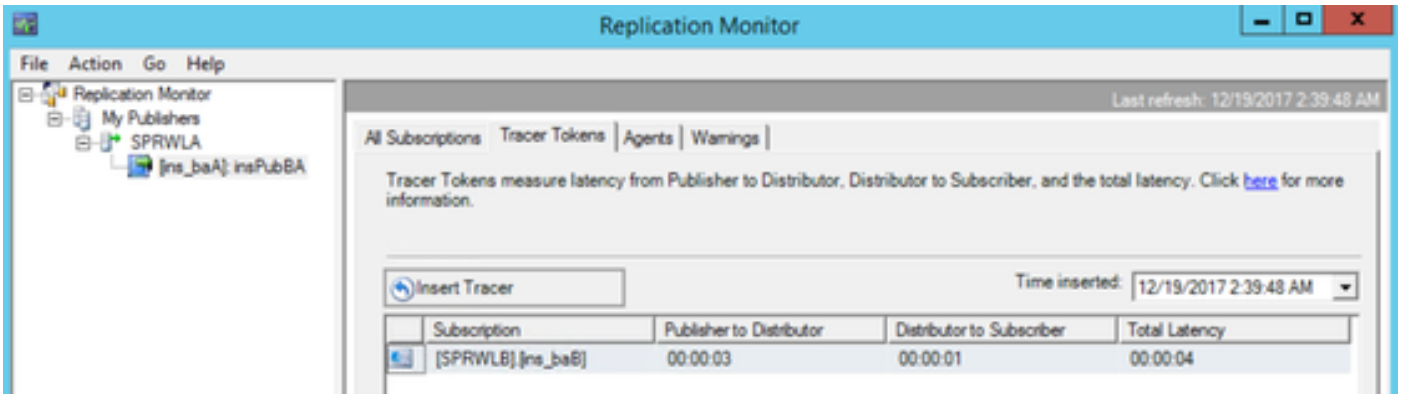 Replication Monitor
File Action Go Help
Replication Monitor
My Publishers
SPRWLA
[ins_baA]: insPubBA
Last refresh: 12/19/2017 2:39:48 AM
All Subscriptions Tracer Tokens Agents Warnings
Tracer Tokens measure latency from Publisher to Distributor, Distributor to Subscriber, and the total latency. Click here for more
information.
Insert Tracer
Time inserted: 12/19/2017 2:39:48 AM
Subscription Publisher to Distributor Distributor to Subscriber Total Latency
[SPRWLB].[ins_baB] 00:00:03 00:00:01 00:00:04